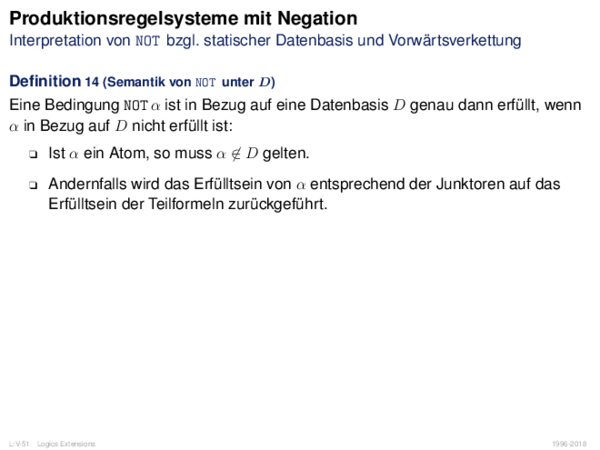 Produktionsregelsysteme mit Negation
Interpretation von NOT bzgl. statischer Datenbasis und Vorwärtsverkettung
Definition 14 (Semantik von NOT unter D)
Eine Bedingung NOT α ist in Bezug auf eine Datenbasis D genau dann erfüllt, wenn
α in Bezug auf D nicht erfüllt ist:
❑ Ist α ein Atom, so muss α ∉ D gelten.
❑ Andernfalls wird das Erfülltsein von α entsprechend der Junktoren auf das
Erfülltsein der Teilformeln zurückgeführt.
L:V-51 Logics Extensions
1996-2018